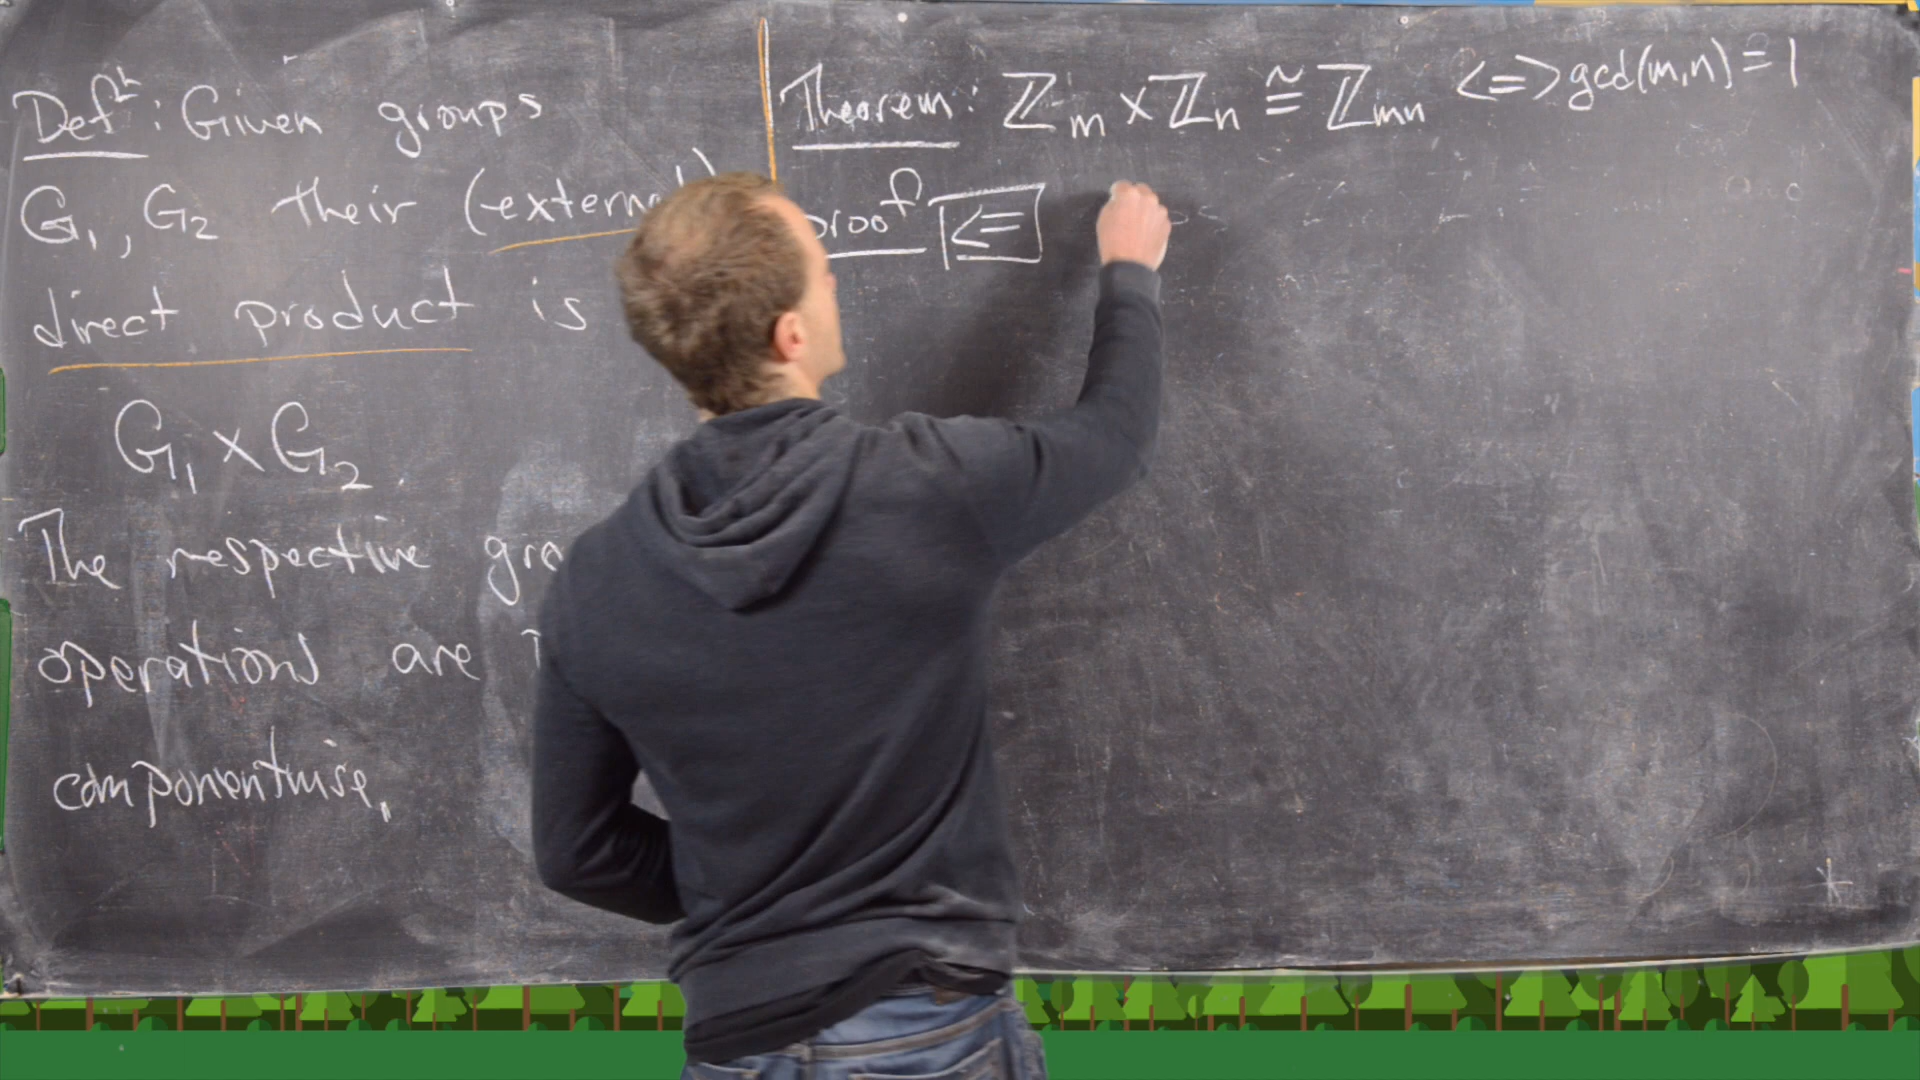 Defⁿ: Given groups
G₁, G₂ their (external)
direct product is
G₁ × G₂.
The respective
operations are
componentwise.
Theorem: ℤₘ × ℤₙ ≅ ℤₘₙ <=> gcd(m,n) = 1
proof <=